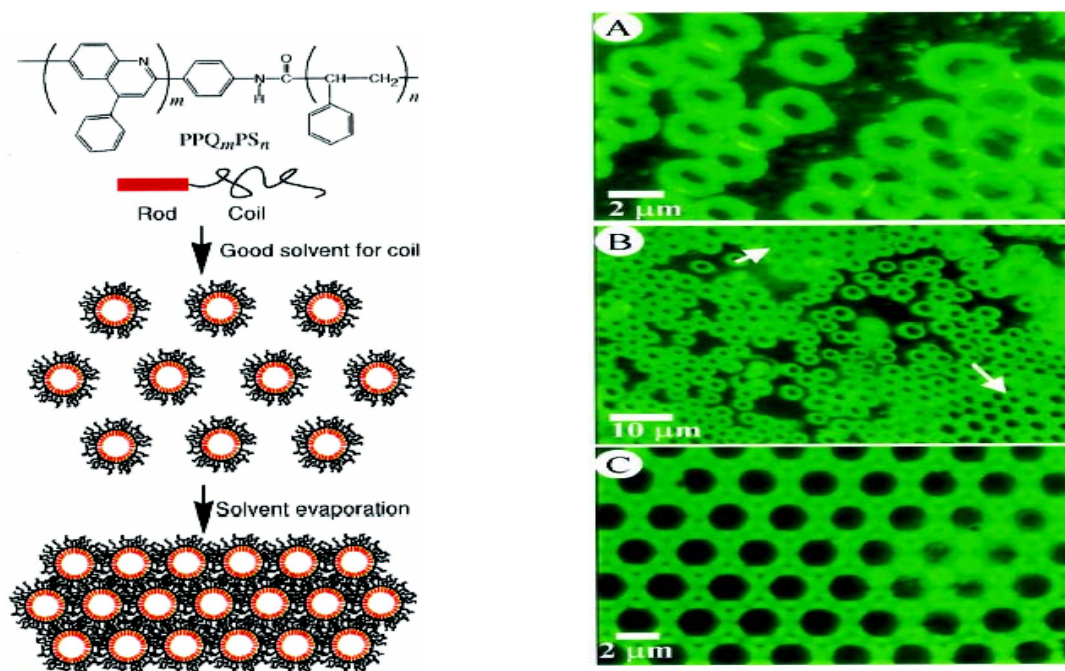 N
O
N
H
C
CH
CH2
m
n
PPQmPSn
Rod
Coil
Good solvent for coil
Solvent evaporation
A
2 μm
B
10 μm
C
2 μm